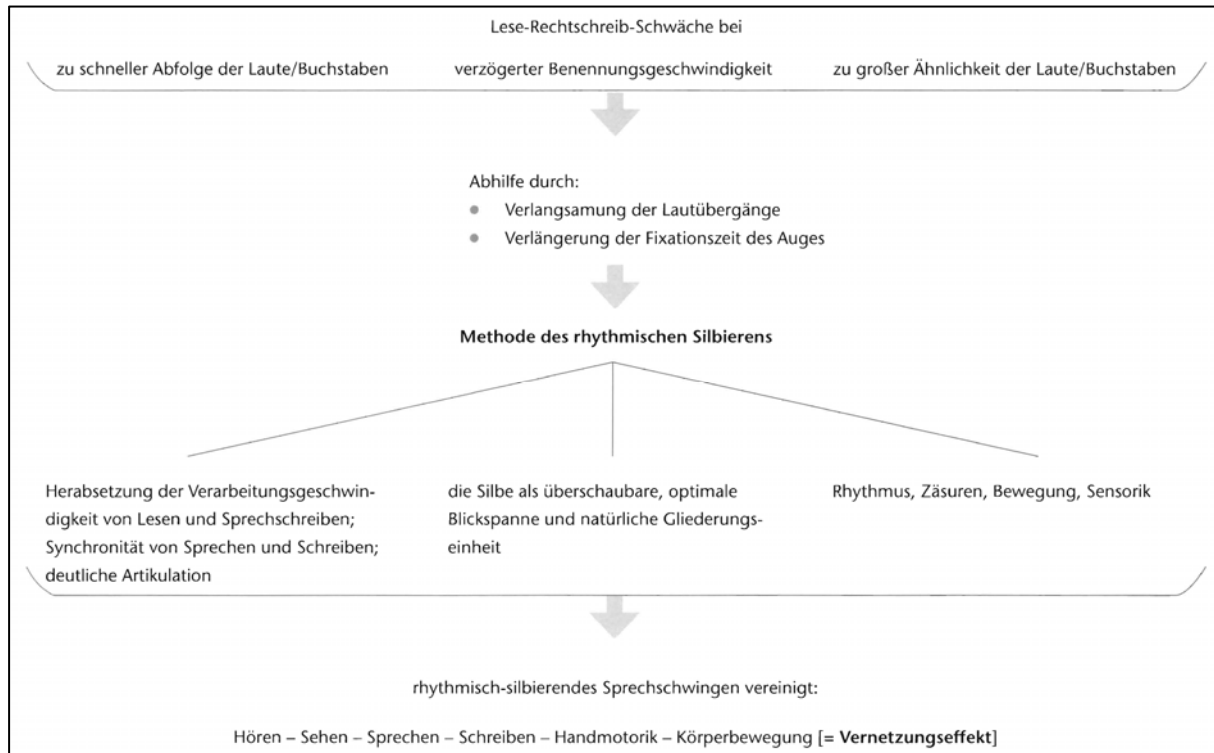 Lese-Rechtschreib-Schwäche bei
zu schneller Abfolge der Laute/Buchstaben verzögerter Benennungsgeschwindigkeit zu großer Ähnlichkeit der Laute/Buchstaben
Abhilfe durch:
• Verlangsamung der Lautübergänge
• Verlängerung der Fixationszeit des Auges
Methode des rhythmischen Silbierens
Herabsetzung der Verarbeitungsgeschwin-
digkeit von Lesen und Sprechschreiben;
Synchronität von Sprechen und Schreiben;
deutliche Artikulation
die Silbe als überschaubare, optimale
Blickspanne und natürliche Gliederungs-
einheit
Rhythmus, Zäsuren, Bewegung, Sensorik
rhythmisch-silbierendes Sprechschwingen vereinigt:
Hören – Sehen – Sprechen – Schreiben – Handmotorik – Körperbewegung [= Vernetzungseffekt]